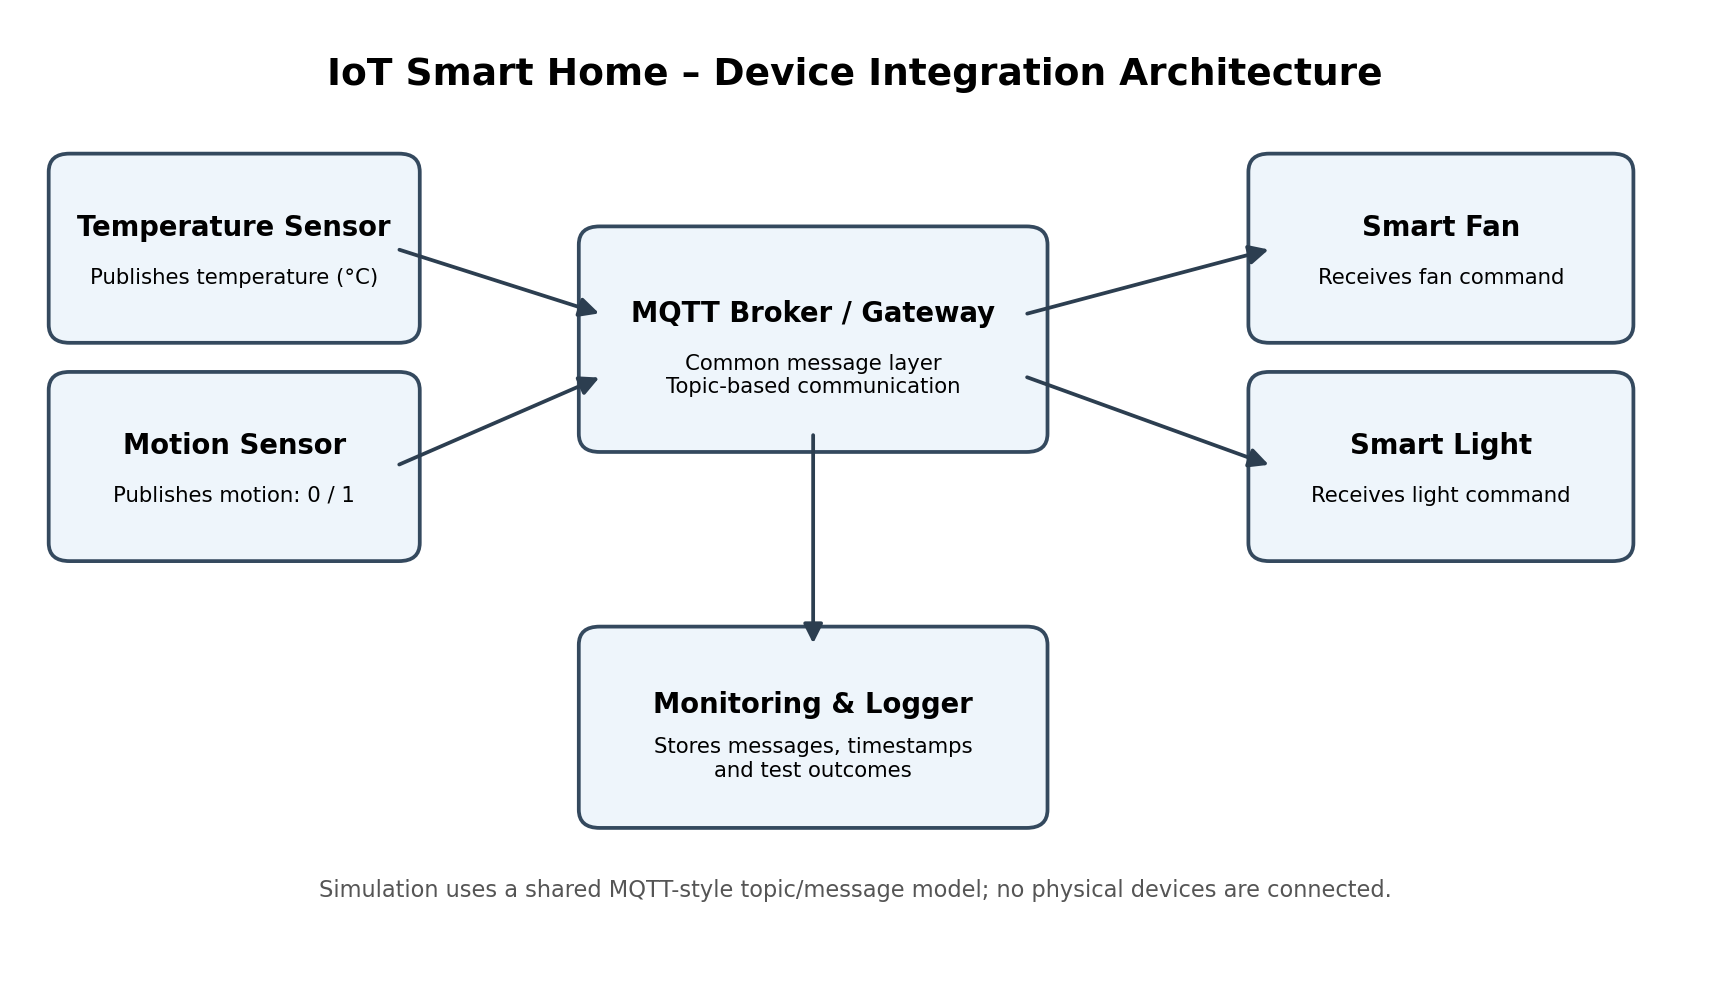 IoT Smart Home – Device Integration Architecture
Temperature Sensor
Publishes temperature (°C)
Motion Sensor
Publishes motion: 0 / 1
MQTT Broker / Gateway
Common message layer
Topic-based communication
Smart Fan
Receives fan command
Smart Light
Receives light command
Monitoring & Logger
Stores messages, timestamps
and test outcomes
Simulation uses a shared MQTT-style topic/message model; no physical devices are connected.